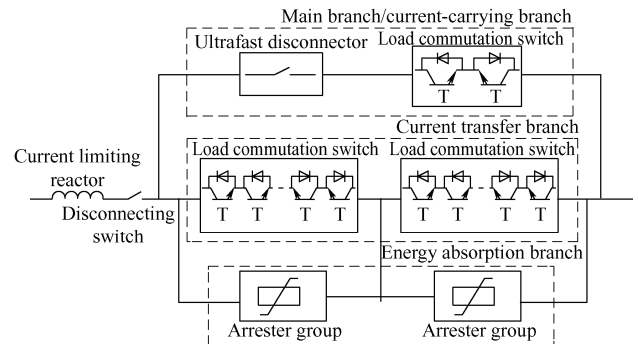 Main branch/current-carrying branch
Ultrafast disconnector
Load commutation switch
T T
Current transfer branch
Load commutation switch
Load commutation switch
T T T T
T T T T
Current limiting
reactor
Disconnecting
switch
Energy absorption branch
Arrester group
Arrester group